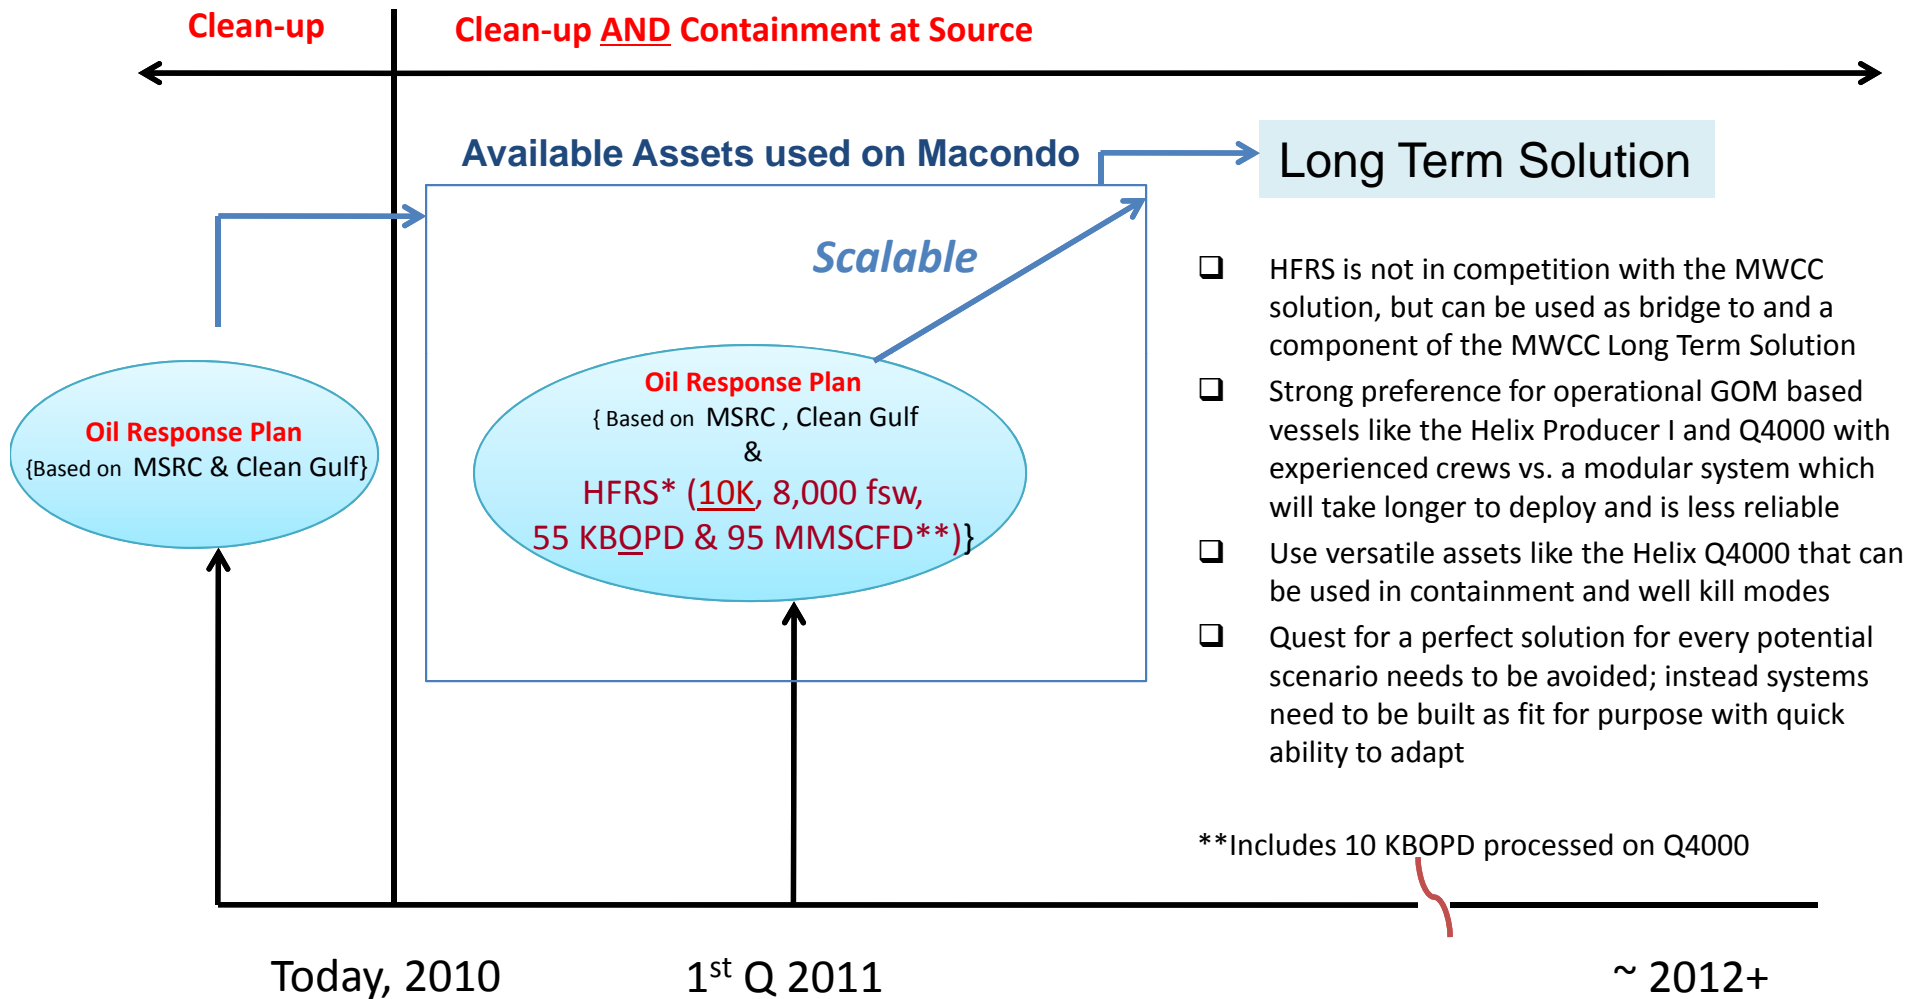 Clean-up
Clean-up AND Containment at Source
Available Assets used on Macondo
Long Term Solution
Scalable
Oil Response Plan
{Based on MSRC & Clean Gulf}
Oil Response Plan
{ Based on MSRC , Clean Gulf
&
HFRS* (10K, 8,000 fsw,
55 KBOPD & 95 MMSCFD**)}
❑ HFRS is not in competition with the MWCC
solution, but can be used as bridge to and a
component of the MWCC Long Term Solution
❑ Strong preference for operational GOM based
vessels like the Helix Producer I and Q4000 with
experienced crews vs. a modular system which
will take longer to deploy and is less reliable
❑ Use versatile assets like the Helix Q4000 that can
be used in containment and well kill modes
❑ Quest for a perfect solution for every potential
scenario needs to be avoided; instead systems
need to be built as fit for purpose with quick
ability to adapt
**Includes 10 KBOPD processed on Q4000
Today, 2010
1st Q 2011
~ 2012+